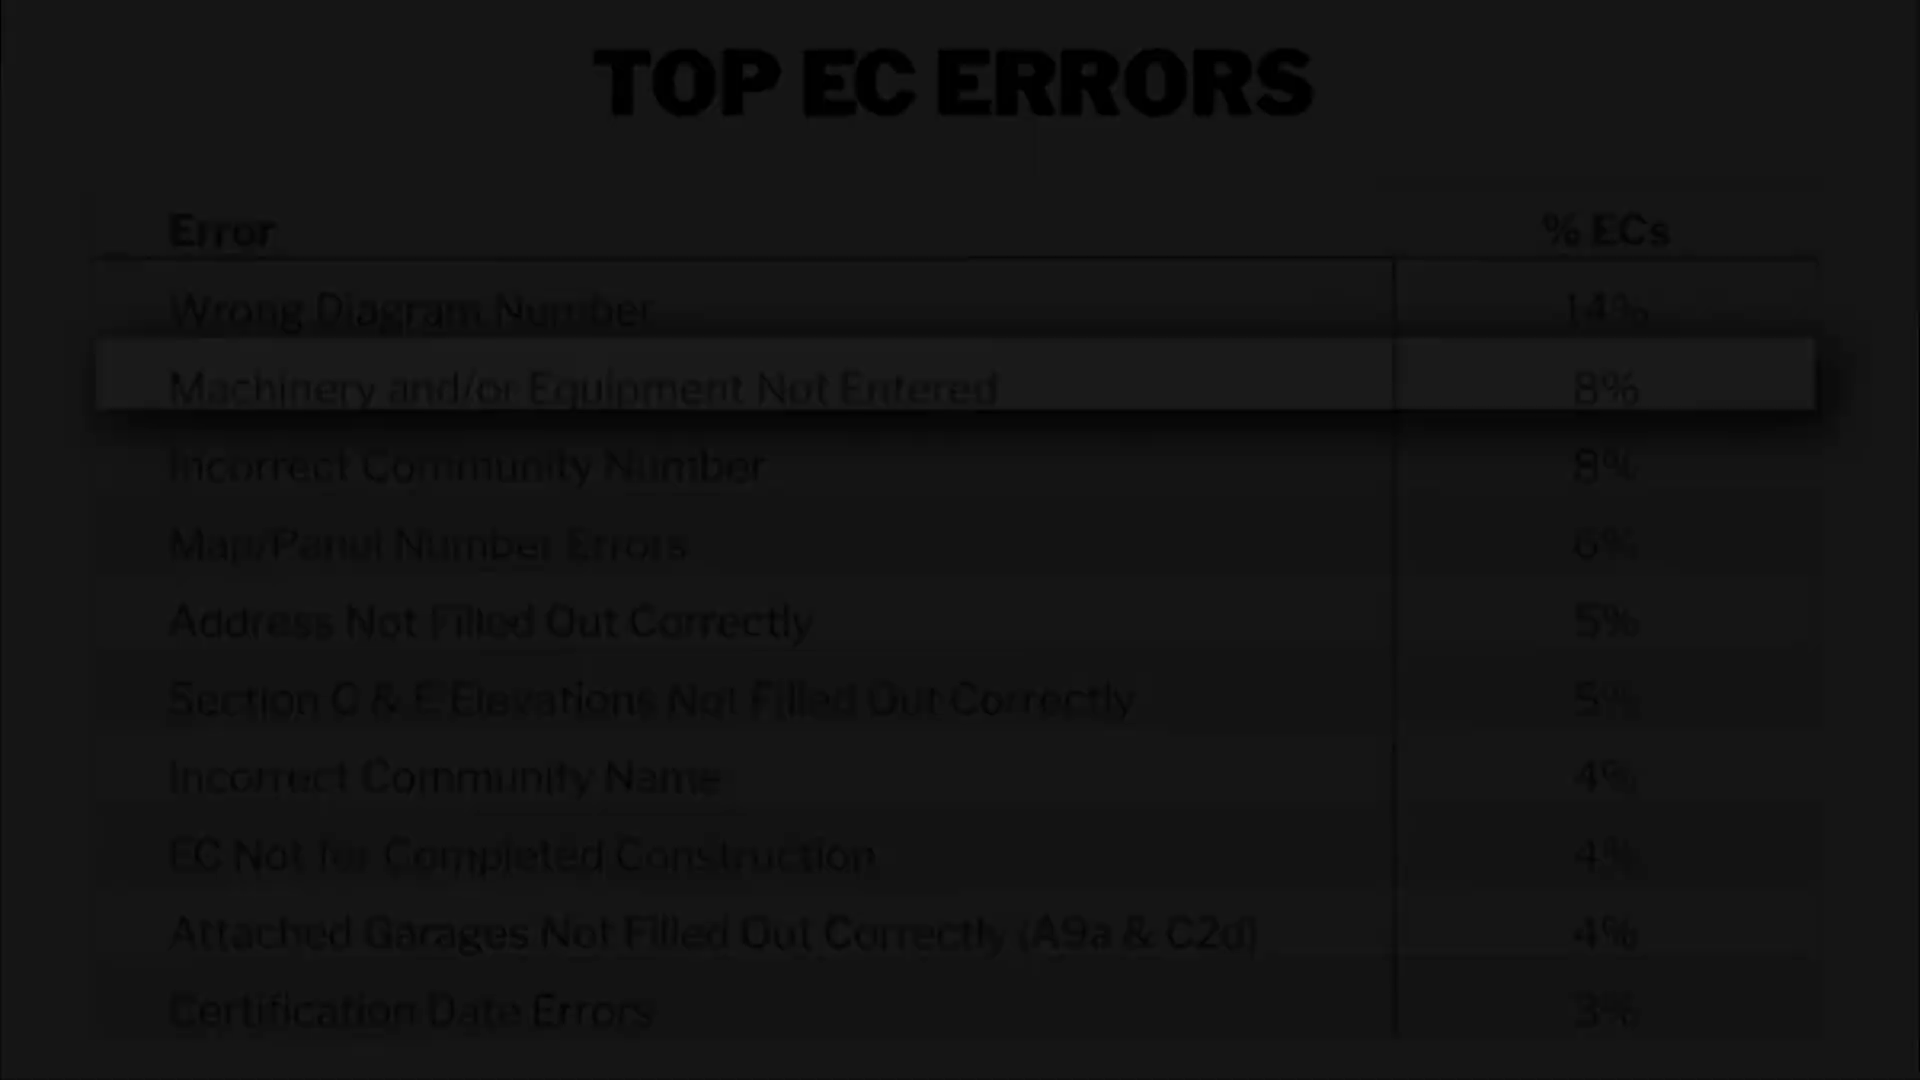 TOP EC ERRORS
Error % ECs
Wrong Diagram Number 14%
Machinery and/or Equipment Not Entered 8%
Incorrect Community Number 8%
Map/Panel Number Errors 6%
Address Not Filled Out Correctly 5%
Section C & E Elevations Not Filled Out Correctly 5%
Incorrect Community Name 4%
EC Not for Completed Construction 4%
Attached Garages Not Filled Out Correctly (A9a & C2d) 4%
Certification Date Errors 3%